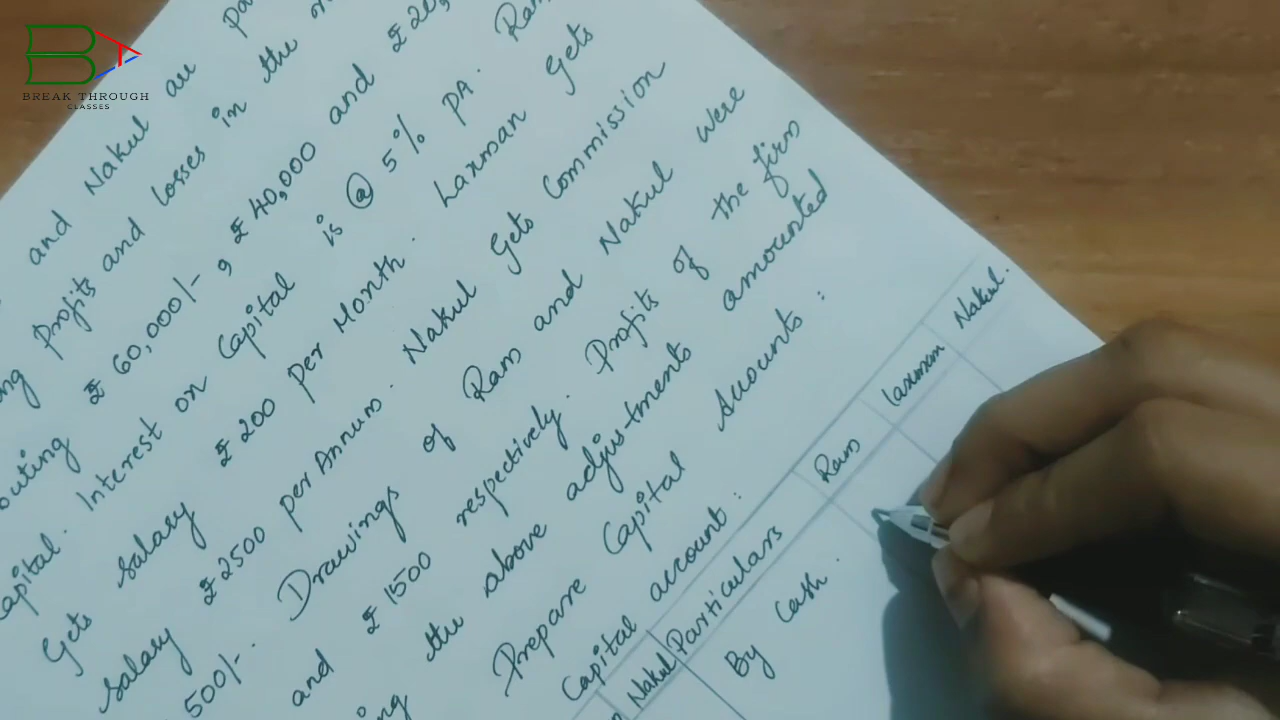 BREAK THROUGH
CLASSES
and Nakul are
Profits and losses in the
₹ 60,000/- , ₹ 40,000 and
Capital. Interest on Capital is @ 5% PA.
Gets salary ₹ 200 per Month. Laxman Gets
salary ₹ 2500 per Annum. Nakul Gets Commission
500/-. Drawings of Ram and Nakul were
and ₹ 1500 respectively. Profits of the firm
the above adjustments amounted
Prepare Capital Accounts:
Capital account:
Nakul Particulars Ram Laxman Nakul.
By Cash.